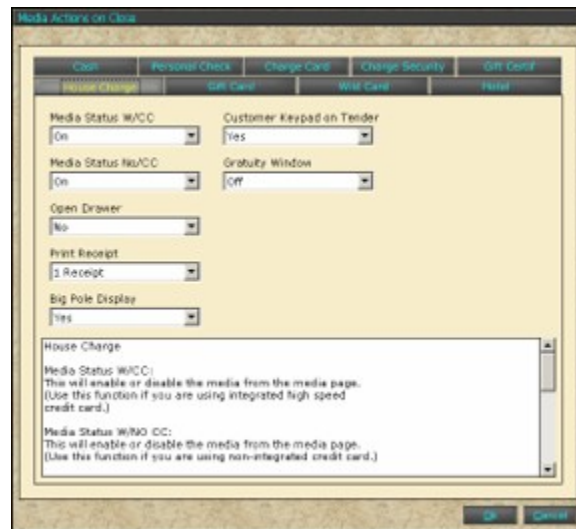 Media Actions on Close
Cash Personal Check Charge Card Charge Security Gift Certif
House Charge Gift Card Wild Card Hotel
Media Status W/CC Customer Keypad on Tender
On Yes
Media Status No/CC Gratuity Window
On Off
Open Drawer
No
Print Receipt
1 Receipt
Big Pole Display
Yes
House Charge
Media Status W/CC:
This will enable or disable the media from the media page.
(Use this function if you are using integrated high speed
credit card.)
Media Status W/NO CC:
This will enable or disable the media from the media page.
(Use this function if you are using non-integrated credit card.)
Ok Cancel